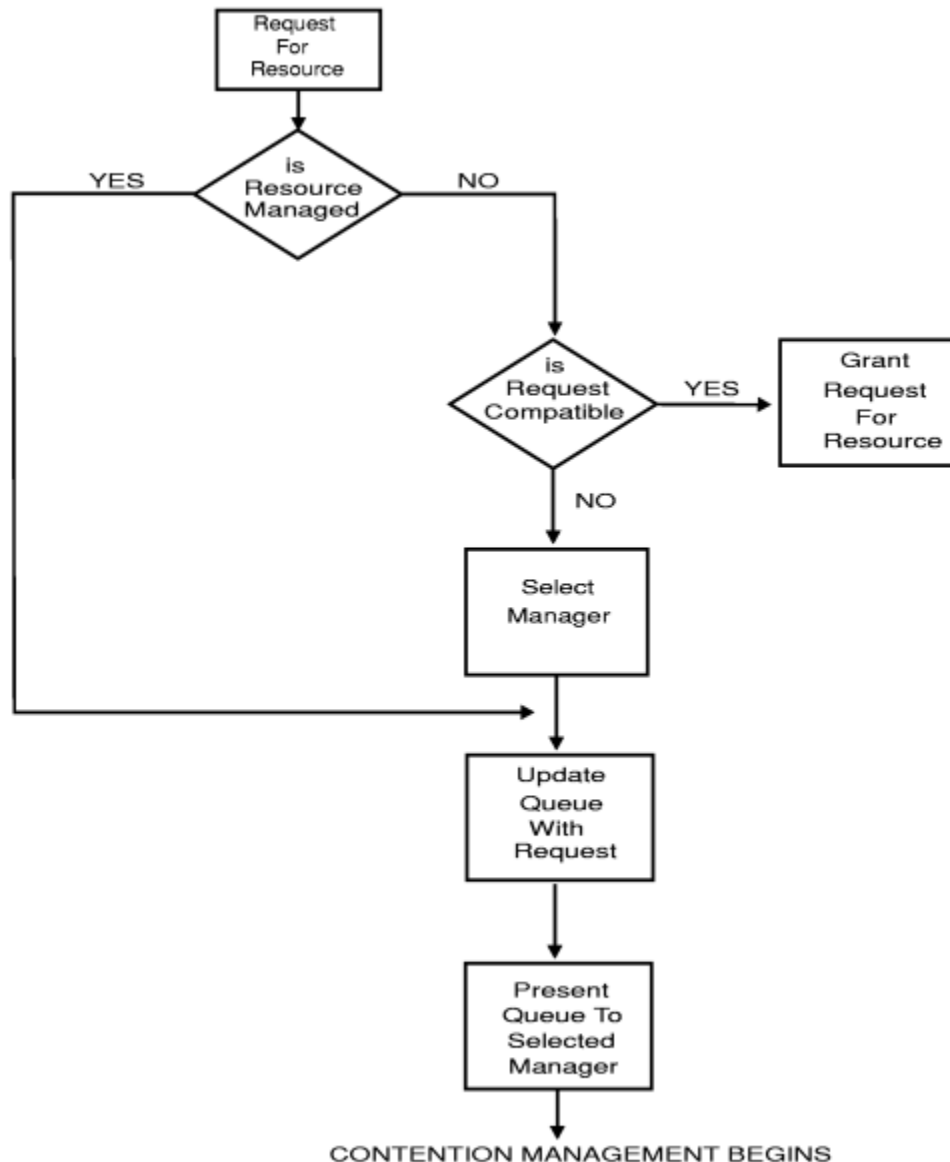 Request
For
Resource
is
Resource
Managed
YES
NO
is
Request
Compatible
YES
Grant
Request
For
Resource
NO
Select
Manager
Update
Queue
With
Request
Present
Queue To
Selected
Manager
CONTENTION MANAGEMENT BEGINS